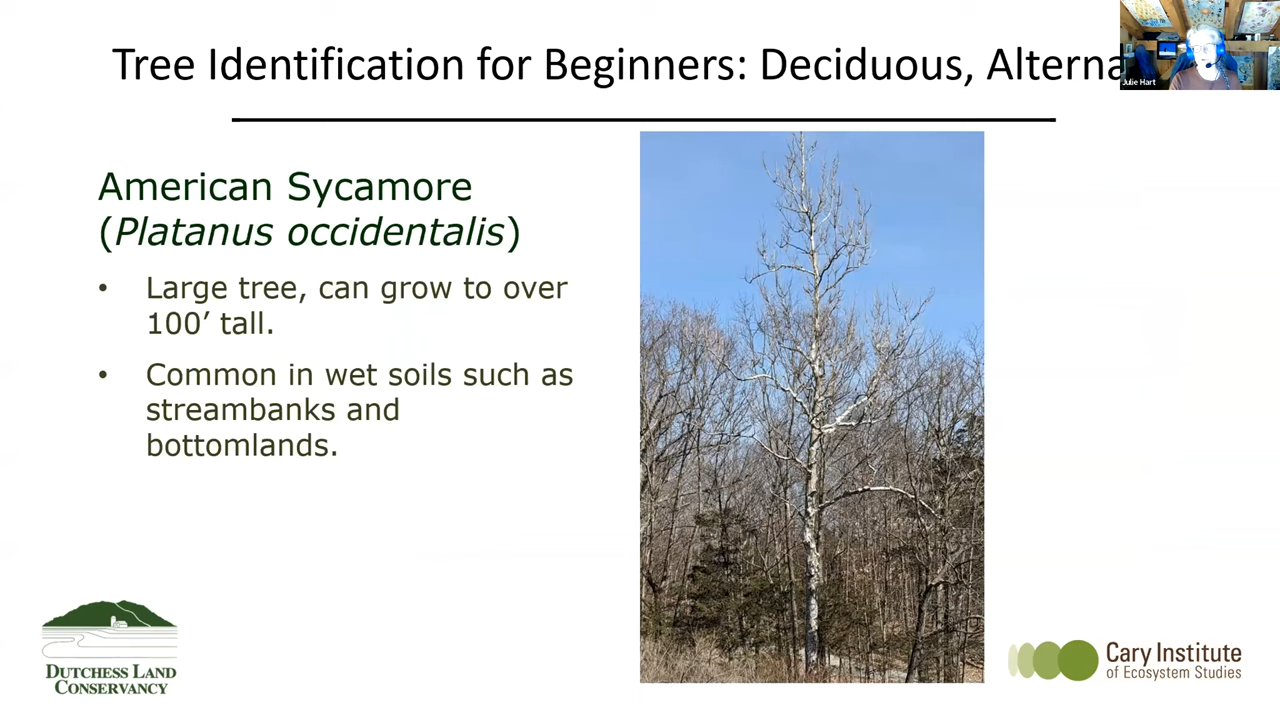 Tree Identification for Beginners: Deciduous, Alterna
Julie Hart
American Sycamore
(Platanus occidentalis)
• Large tree, can grow to over
100’ tall.
• Common in wet soils such as
streambanks and
bottomlands.
DUTCHESS LAND
CONSERVANCY
Cary Institute
of Ecosystem Studies